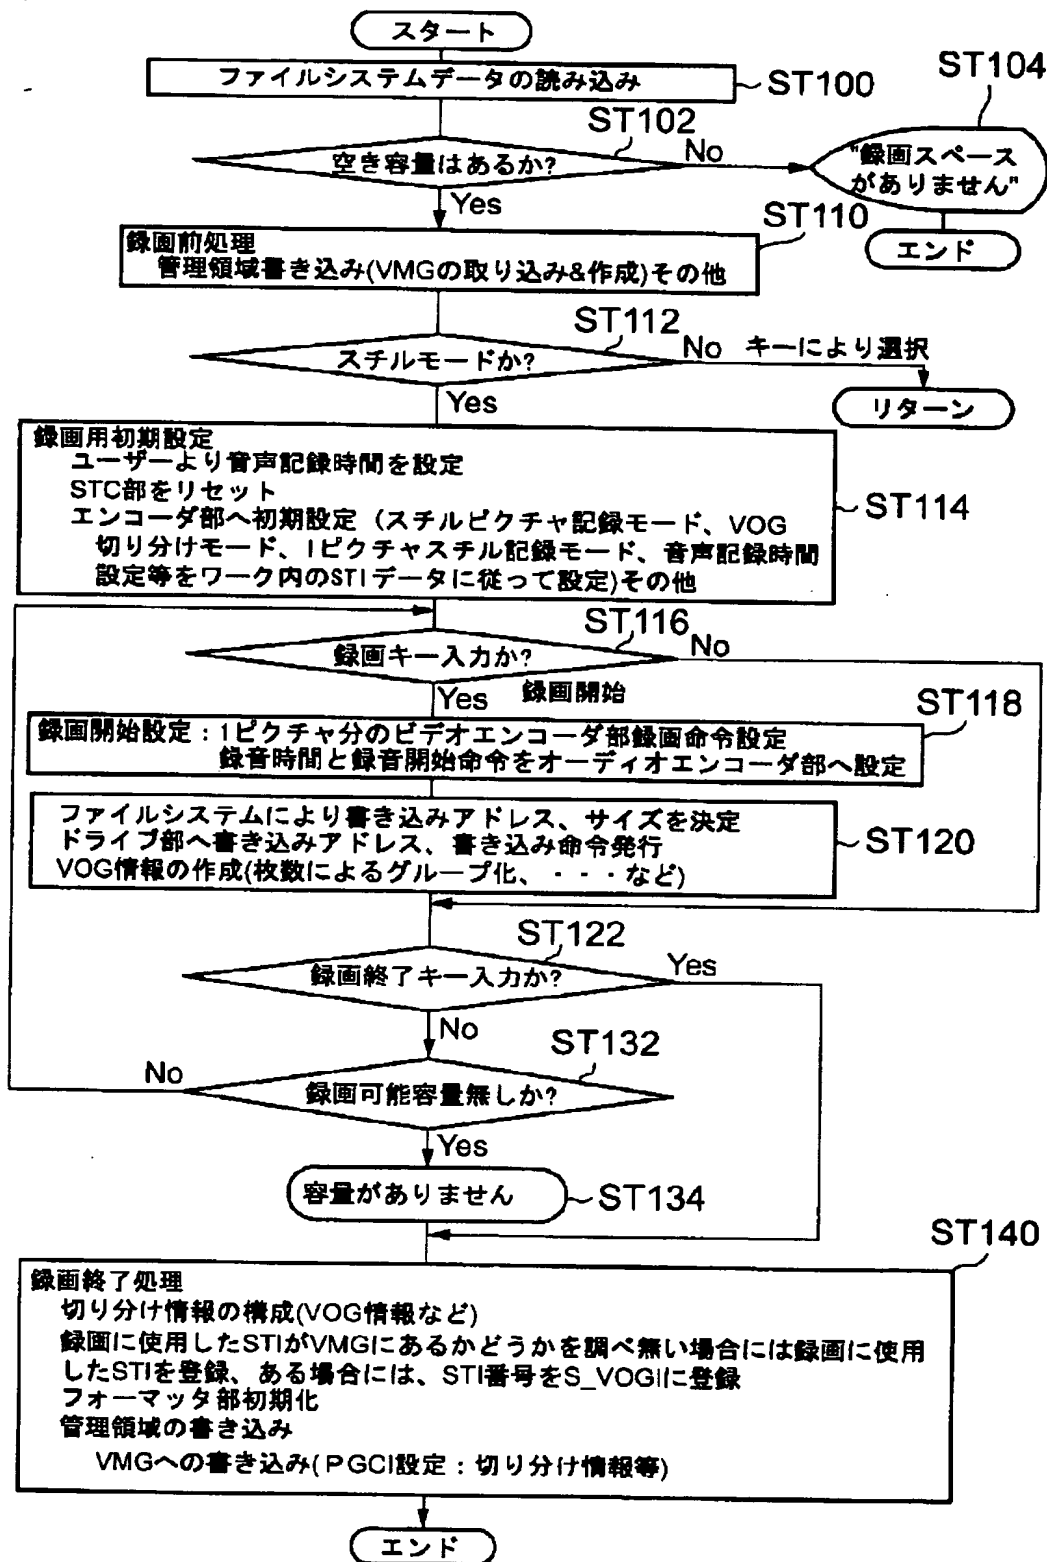 スタート
ファイルシステムデータの読み込み
ST100
ST104
ST102
空き容量はあるか?
No
"録画スペース
がありません"
Yes
エンド
ST110
録画前処理
管理領域書き込み(VMGの取り込み&作成)その他
ST112
スチルモードか?
No キーにより選択
Yes
リターン
録画用初期設定
ユーザーより音声記録時間を設定
STC部をリセット
エンコーダ部へ初期設定 (スチルピクチャ記録モード、VOG
切り分けモード、1ピクチャスチル記録モード、音声記録時間
設定等をワーク内のSTIデータに従って設定)その他
ST114
ST116
録画キー入力か?
No
Yes 録画開始
ST118
録画開始設定:1ピクチャ分のビデオエンコーダ部録画命令設定
録音時間と録音開始命令をオーディオエンコーダ部へ設定
ファイルシステムにより書き込みアドレス、サイズを決定
ドライブ部へ書き込みアドレス、書き込み命令発行
VOG情報の作成(枚数によるグループ化、・・・など)
ST120
ST122
録画終了キー入力か?
Yes
No
ST132
録画可能容量無しか?
No
Yes
容量がありません
ST134
ST140
録画終了処理
切り分け情報の構成(VOG情報など)
録画に使用したSTIがVMGにあるかどうかを調べ無い場合には録画に使用
したSTIを登録、ある場合には、STI番号をS_VOGIに登録
フォーマッタ部初期化
管理領域の書き込み
VMGへの書き込み(PGCI設定:切り分け情報等)
エンド